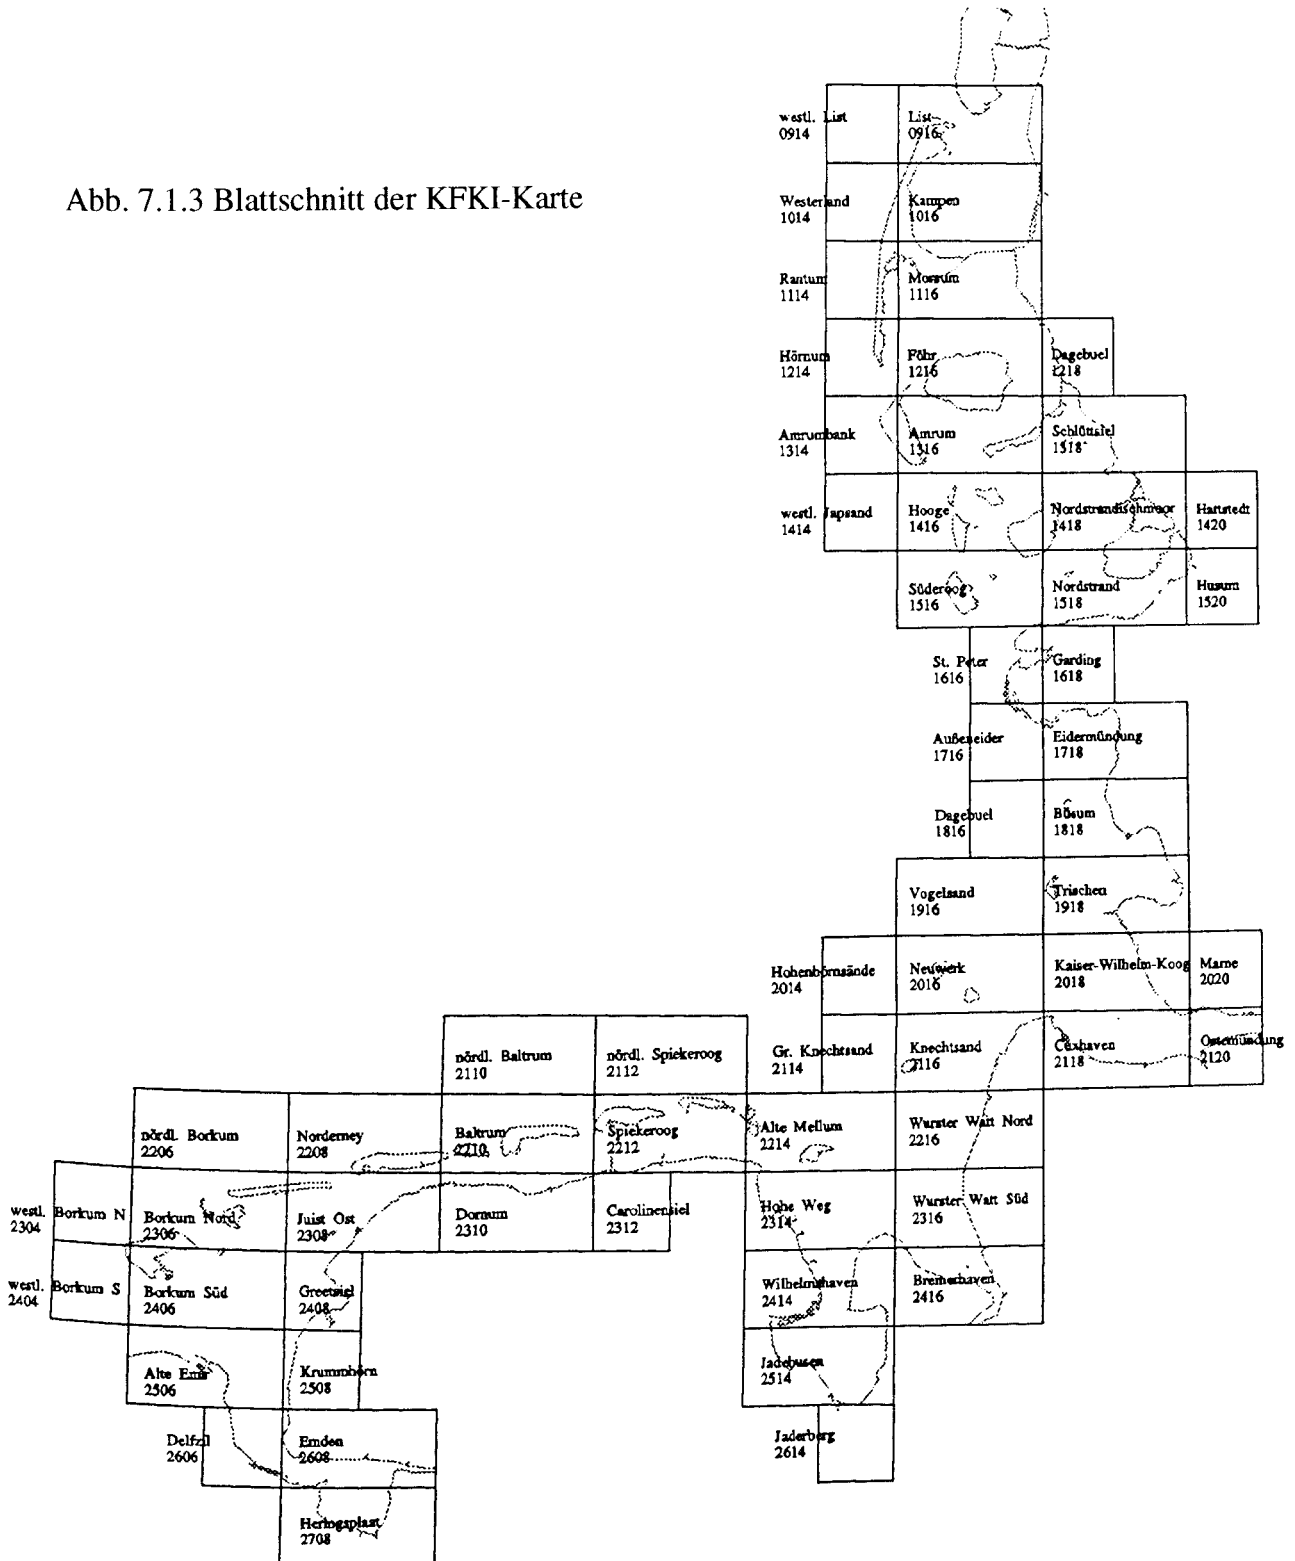 westl. List
0914
List
0916
Abb. 7.1.3 Blattschnitt der KFKI-Karte
Westerland
1014
Kampen
1016
Rantum
1114
Morsum
1116
Hörnum
1214
Föhr
1216
Dagebuel
1218
Amrumbank
1314
Amrum
1316
Schlüttsiel
1318
westl. Japsand
1414
Hooge
1416
Nordstrandischmoor
1418
Hattstedt
1420
Süderoog
1516
Nordstrand
1518
Husum
1520
St. Peter
1616
Garding
1618
Außeneider
1716
Eidermündung
1718
Dagebuel
1816
Büsum
1818
Vogelsand
1916
Trischen
1918
Hohenhörnsände
2014
Neuwerk
2016
Kaiser-Wilhelm-Koog
2018
Marne
2020
nördl. Baltrum
2110
nördl. Spiekeroog
2112
Gr. Knechtsand
2114
Knechtsand
2116
Cuxhaven
2118
Ostemündung
2120
nördl. Borkum
2206
Norderney
2208
Baltrum
2210
Spiekeroog
2212
Alte Mellum
2214
Wurster Watt Nord
2216
westl. Borkum N
2304
Borkum Nord
2306
Juist Ost
2308
Dornum
2310
Carolinensiel
2312
Hohe Weg
2314
Wurster Watt Süd
2316
westl. Borkum S
2404
Borkum Süd
2406
Greetsiel
2408
Wilhelmshaven
2414
Bremerhaven
2416
Alte Ems
2506
Krummhörn
2508
Jadebusen
2514
Delfzil
2606
Emden
2608
Jaderberg
2614
Heringsplaat
2708